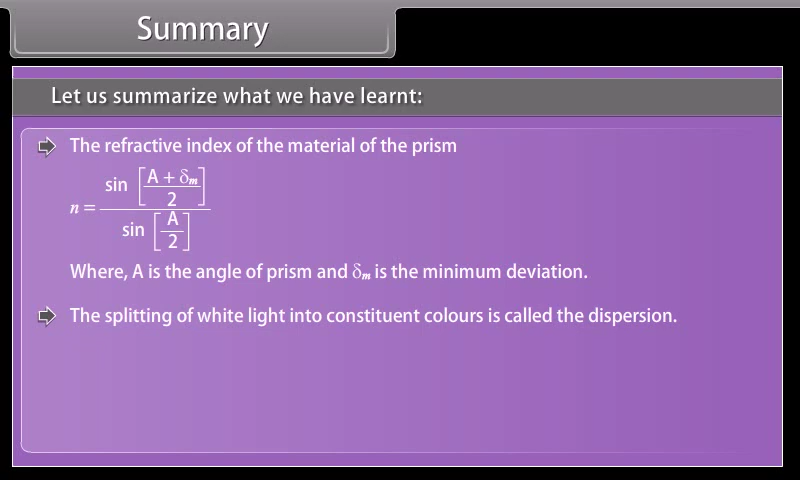 Summary
Let us summarize what we have learnt:
The refractive index of the material of the prism
n = sin [A + δm / 2] / sin [A / 2]
Where, A is the angle of prism and δm is the minimum deviation.
The splitting of white light into constituent colours is called the dispersion.